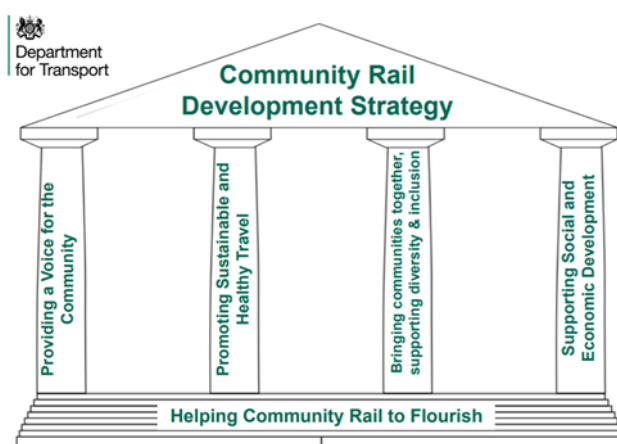 Department
for Transport
Community Rail
Development Strategy
Providing a Voice for the
Community
Promoting Sustainable and
Healthy Travel
Bringing communities together,
supporting diversity & inclusion
Supporting Social and
Economic Development
Helping Community Rail to Flourish